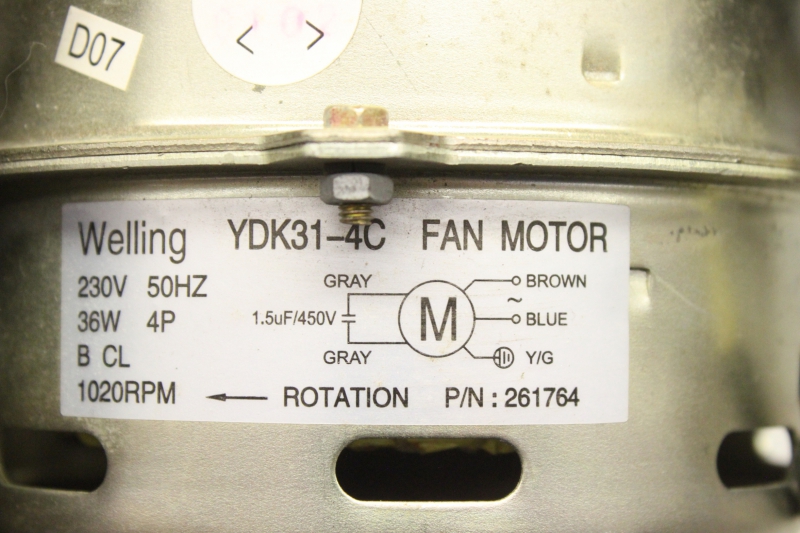 D07
< >
Welling YDK31-4C FAN MOTOR
230V 50HZ
36W 4P
B CL
1020RPM
GRAY
1.5uF/450V
GRAY
M
BROWN
~
BLUE
Y/G
← ROTATION P/N : 261764